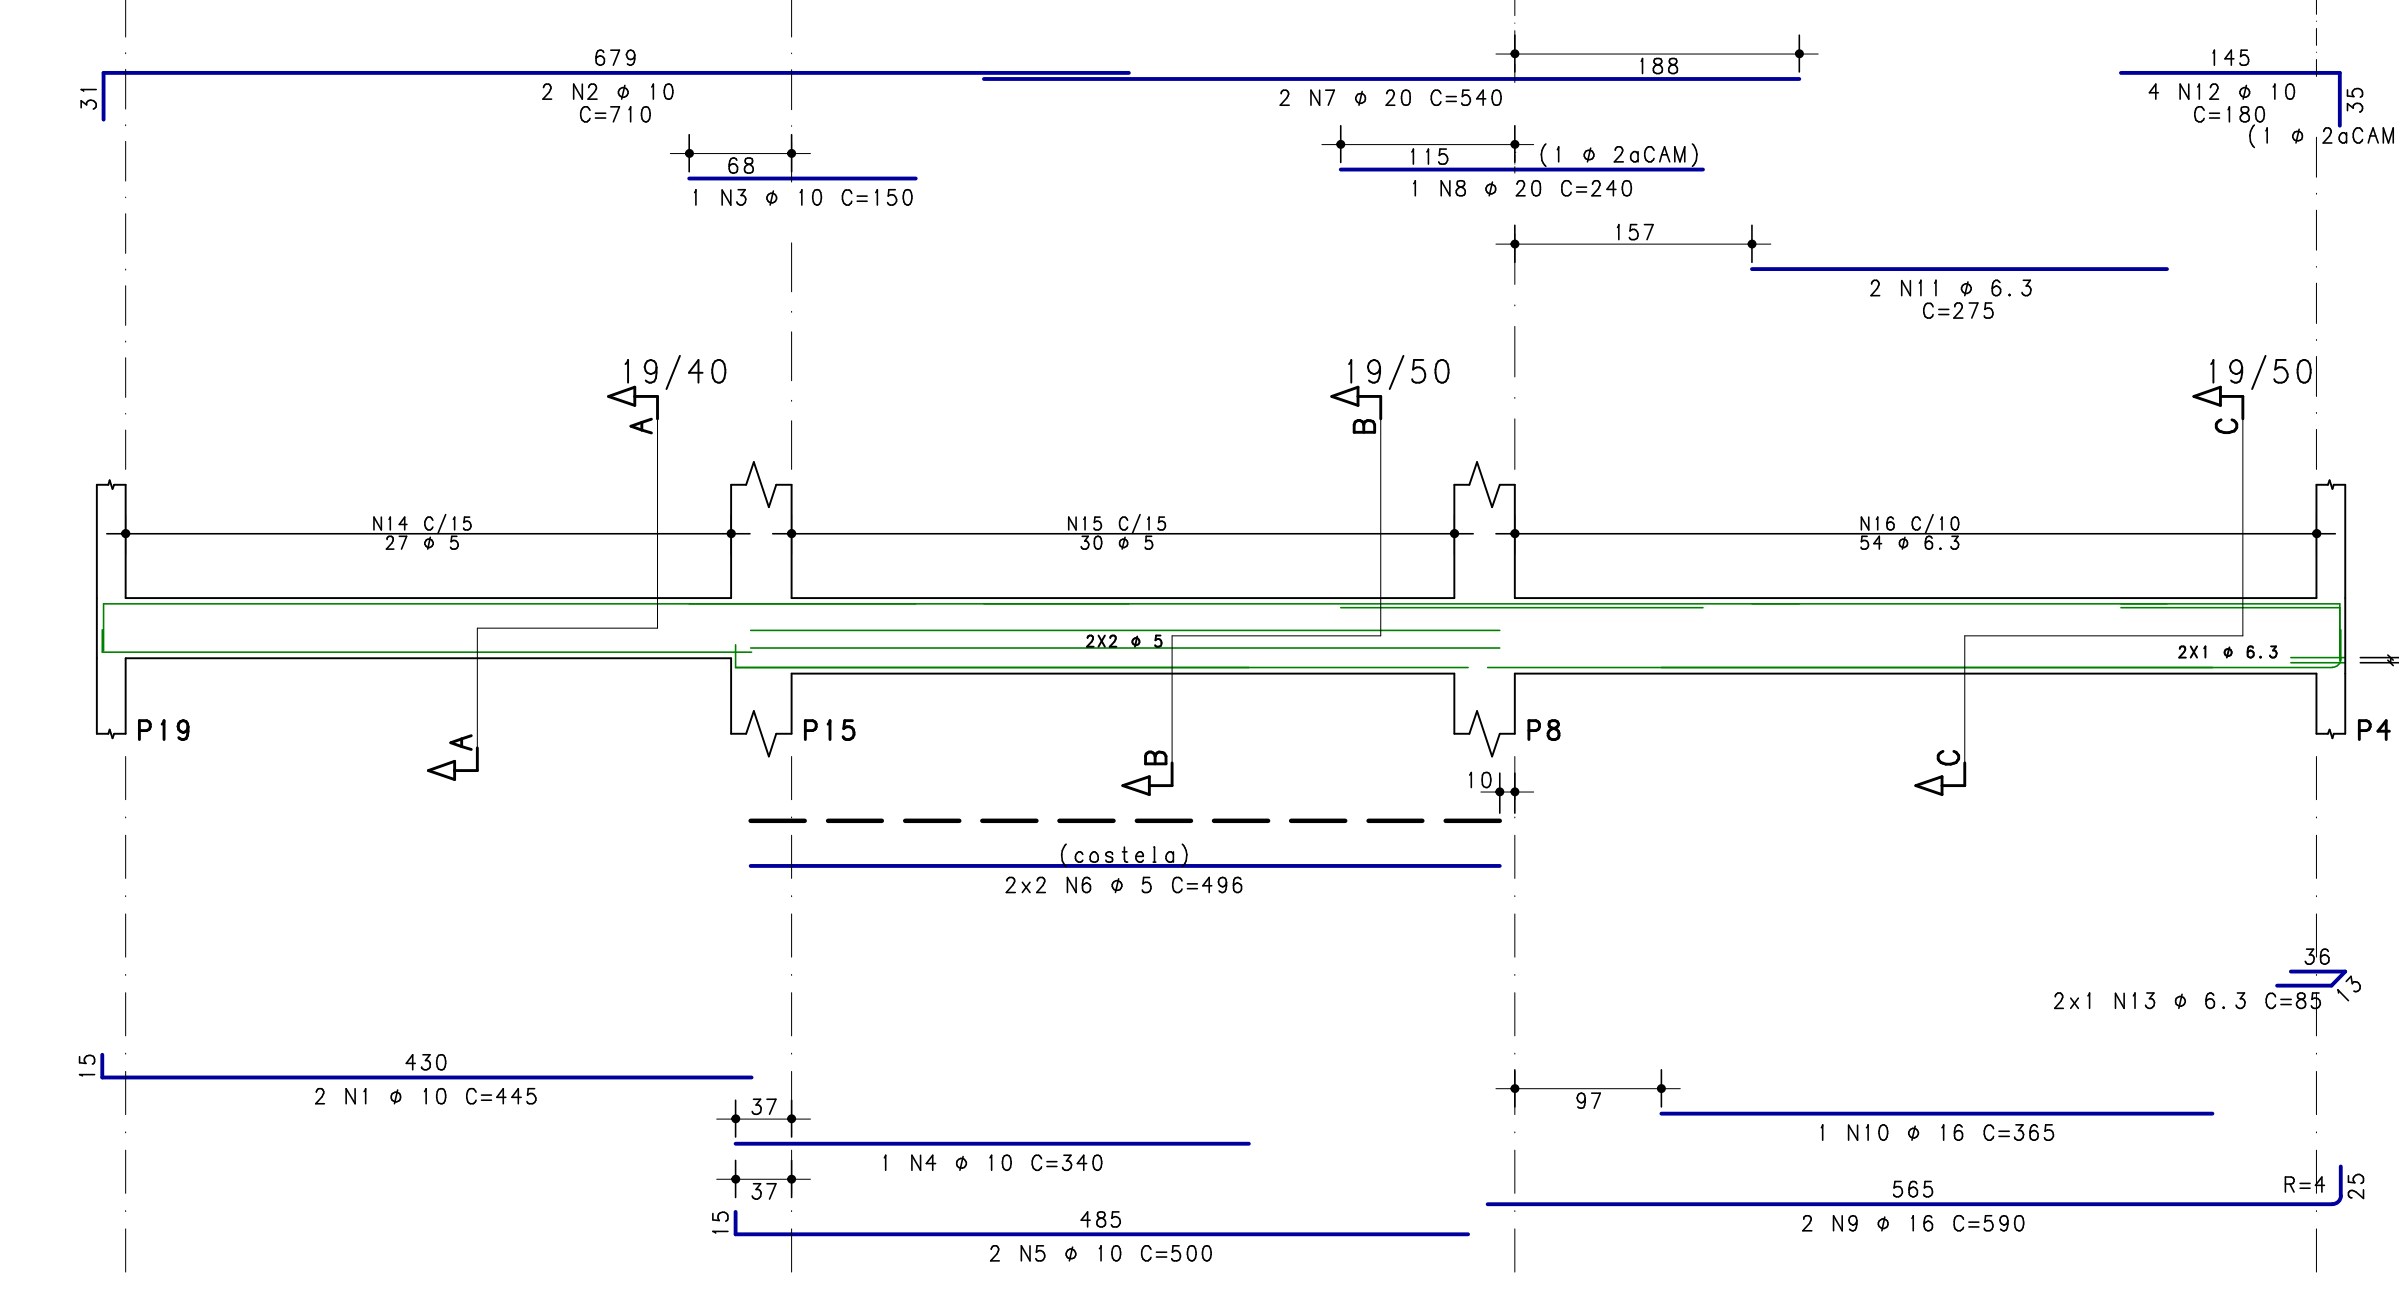 679
31
2 N2 ø 10
C=710
188
2 N7 ø 20 C=540
145
4 N12 ø 10
C=180
35
(1 ø 2aCAM
68
1 N3 ø 10 C=150
115
(1 ø 2aCAM)
1 N8 ø 20 C=240
157
2 N11 ø 6.3
C=275
19/40
19/50
19/50
A
B
C
N14 C/15
27 ø 5
N15 C/15
30 ø 5
N16 C/10
54 ø 6.3
2X2 ø 5
2X1 ø 6.3
P19
P15
P8
P4
A
B
C
10
(costela)
2x2 N6 ø 5 C=496
36
13
2x1 N13 ø 6.3 C=85
15
430
2 N1 ø 10 C=445
37
1 N4 ø 10 C=340
97
1 N10 ø 16 C=365
37
15
485
2 N5 ø 10 C=500
565
R=4
25
2 N9 ø 16 C=590